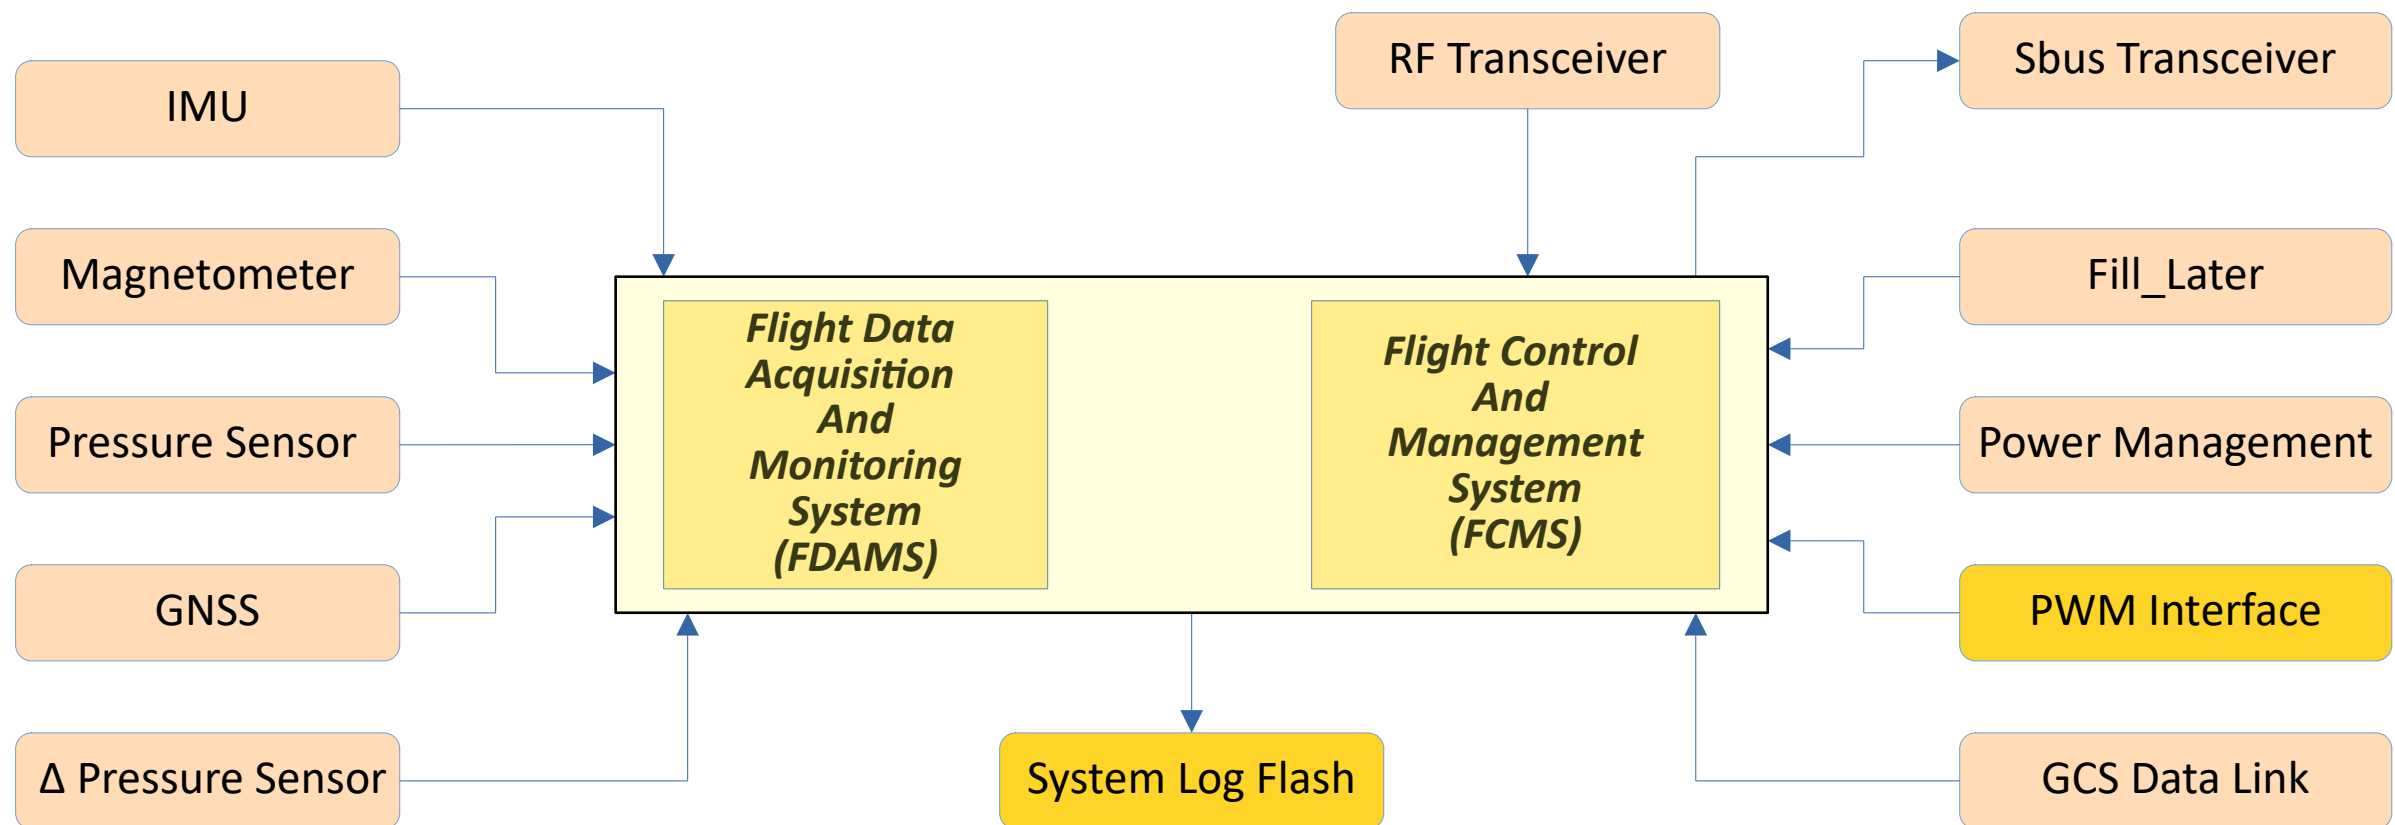 RF Transceiver
Sbus Transceiver
IMU
Magnetometer
Fill_Later
Flight Data
Acquisition
And
Monitoring
System
(FDAMS)
Flight Control
And
Management
System
(FCMS)
Pressure Sensor
Power Management
GNSS
PWM Interface
Δ Pressure Sensor
System Log Flash
GCS Data Link